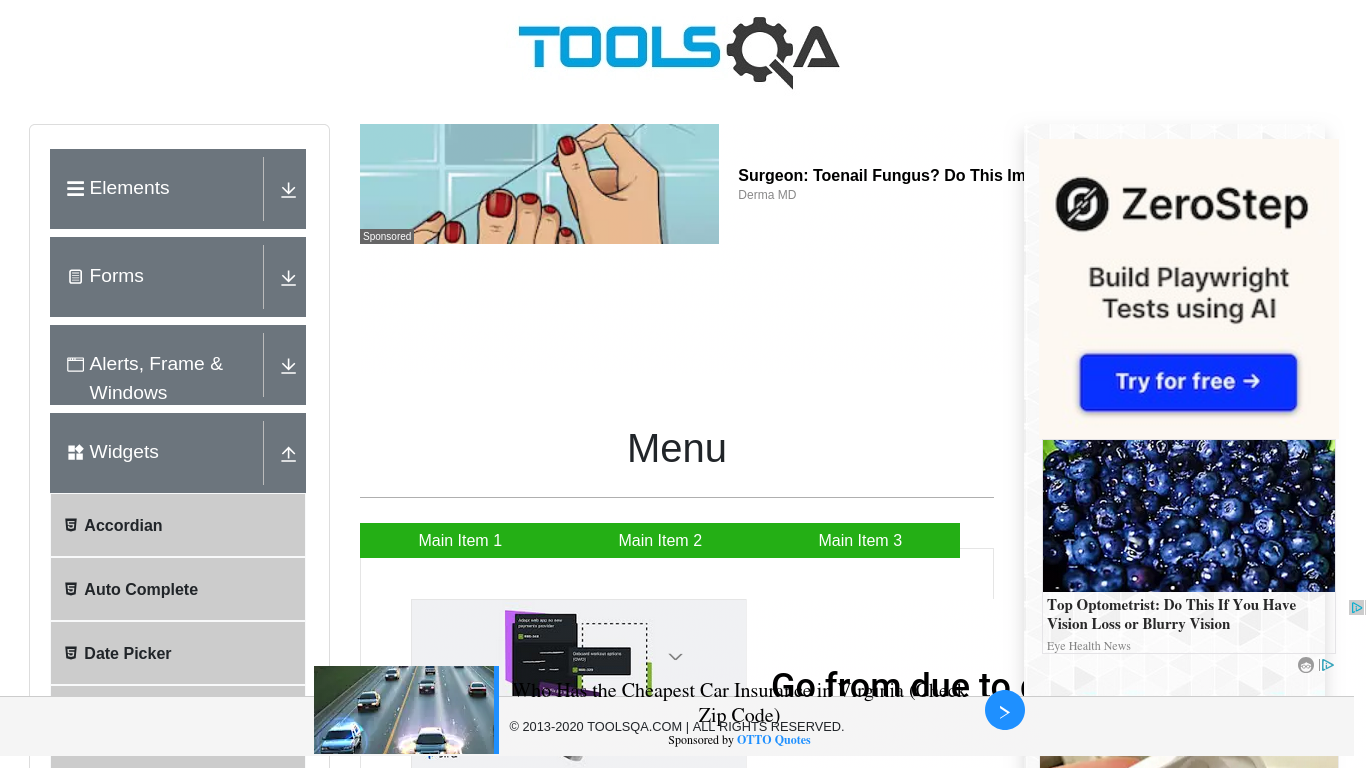 TOOLSQA
Elements
Forms
Alerts, Frame &
Windows
Widgets
Accordian
Auto Complete
Date Picker
Sponsored
Surgeon: Toenail Fungus? Do This Im
Derma MD
Menu
Main Item 1
Main Item 2
Main Item 3
Go from due to
Who Has the Cheapest Car Insurance in Virginia (Check
Zip Code)
© 2013-2020 TOOLSQA.COM | ALL RIGHTS RESERVED.
Sponsored by OTTO Quotes
ZeroStep
Build Playwright
Tests using AI
Try for free →
Top Optometrist: Do This If You Have
Vision Loss or Blurry Vision
Eye Health News